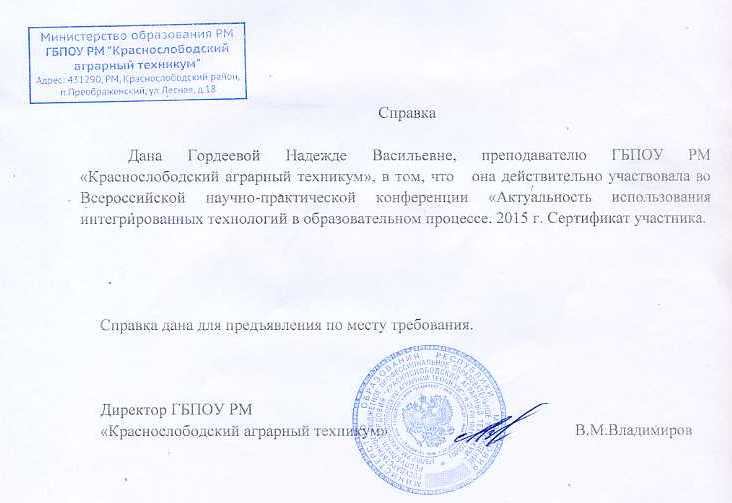 Министерство образования РМ
ГБПОУ РМ "Краснослободский
аграрный техникум"
Адрес: 431290, РМ, Краснослободский район,
п.Преображенский, ул.Лесная, д.18
Справка
Дана Гордеевой Надежде Васильевне, преподавателю ГБПОУ РМ
«Краснослободский аграрный техникум», в том, что она действительно участвовала во
Всероссийской научно-практической конференции «Актуальность использования
интегрированных технологий в образовательном процессе. 2015 г. Сертификат участника.
Справка дана для предъявления по месту требования.
Директор ГБПОУ РМ
«Краснослободский аграрный техникум»
В.М.Владимиров